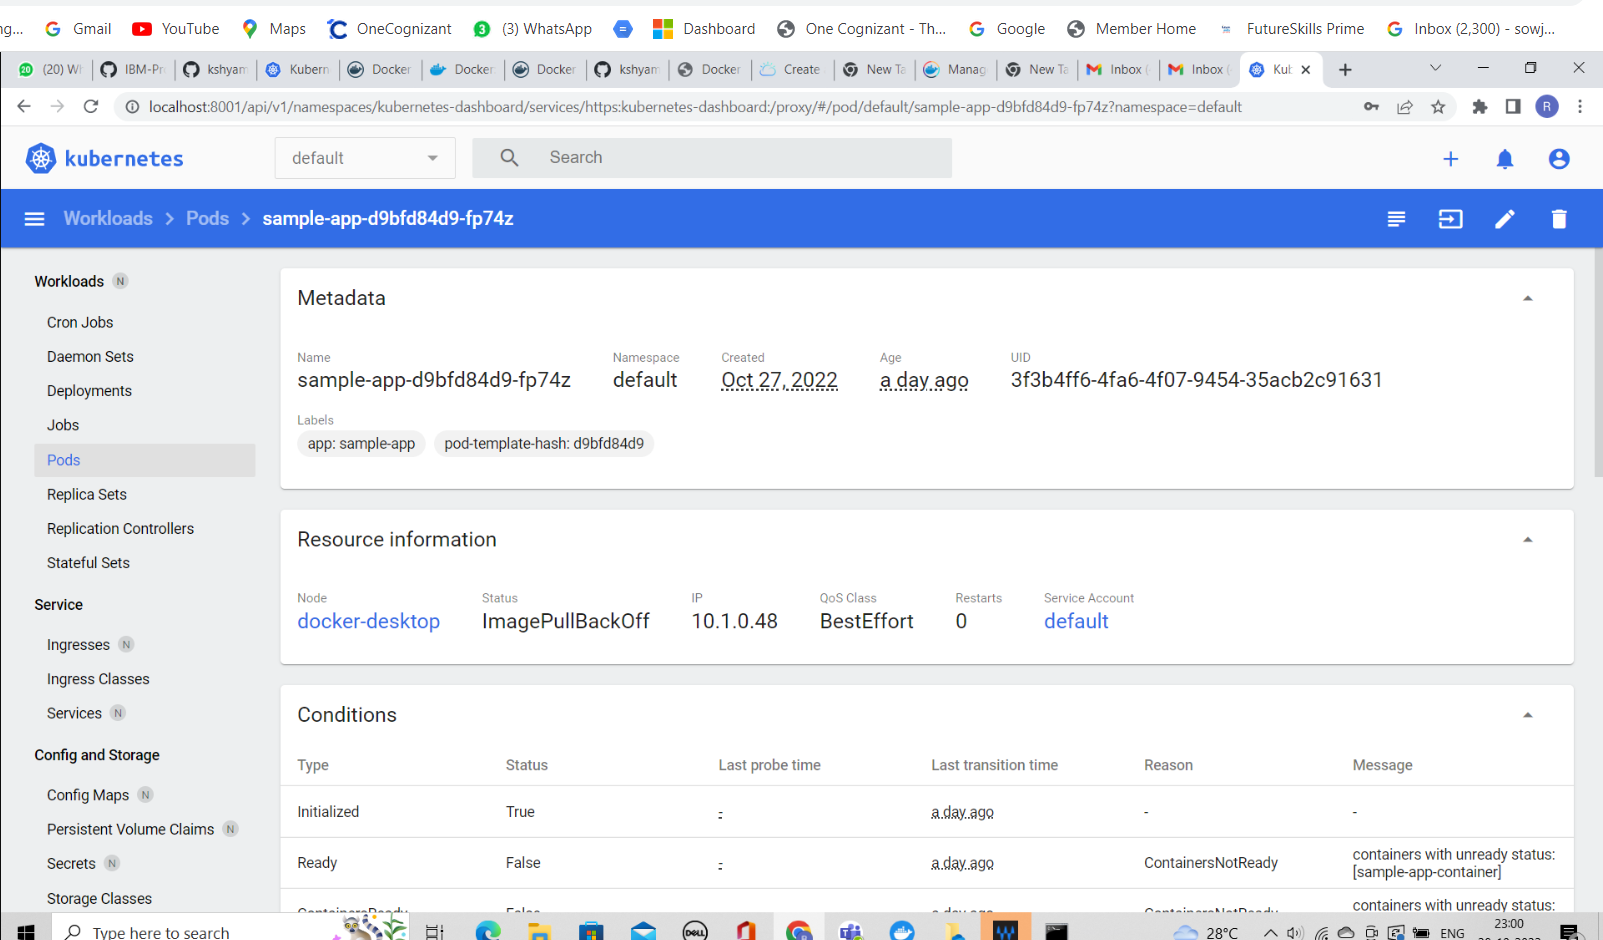 ng... Gmail YouTube Maps OneCognizant (3) WhatsApp Dashboard One Cognizant - Th... Google Member Home FutureSkills Prime Inbox (2,300) - sowj...
(20) Wh IBM-Pr kshyam Kubern Docker Docker Docker kshyam Docker Create New Ta Manag New Ta Inbox ( Inbox ( Kub
localhost:8001/api/v1/namespaces/kubernetes-dashboard/services/https:kubernetes-dashboard:/proxy/#/pod/default/sample-app-d9bfd84d9-fp74z?namespace=default R
kubernetes default Search
Workloads Pods sample-app-d9bfd84d9-fp74z
Workloads N
Cron Jobs
Daemon Sets
Deployments
Jobs
Pods
Replica Sets
Replication Controllers
Stateful Sets
Service
Ingresses N
Ingress Classes
Services N
Config and Storage
Config Maps N
Persistent Volume Claims N
Secrets N
Storage Classes
Metadata
Name Namespace Created Age UID
sample-app-d9bfd84d9-fp74z default Oct 27, 2022 a day ago 3f3b4ff6-4fa6-4f07-9454-35acb2c91631
Labels
app: sample-app pod-template-hash: d9bfd84d9
Resource information
Node Status IP QoS Class Restarts Service Account
docker-desktop ImagePullBackOff 10.1.0.48 BestEffort 0 default
Conditions
Type Status Last probe time Last transition time Reason Message
Initialized True - a day ago - -
Ready False - a day ago ContainersNotReady containers with unready status:
[sample-app-container]
ContainersReady False a day ago ContainersNotReady containers with unready status:
Type here to search DELL 28°C ENG 23:00